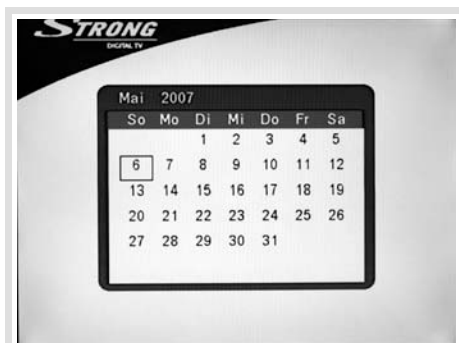 STRONG
DIGITAL TV
Mai 2007
So Mo Di Mi Do Fr Sa
1 2 3 4 5
6 7 8 9 10 11 12
13 14 15 16 17 18 19
20 21 22 23 24 25 26
27 28 29 30 31